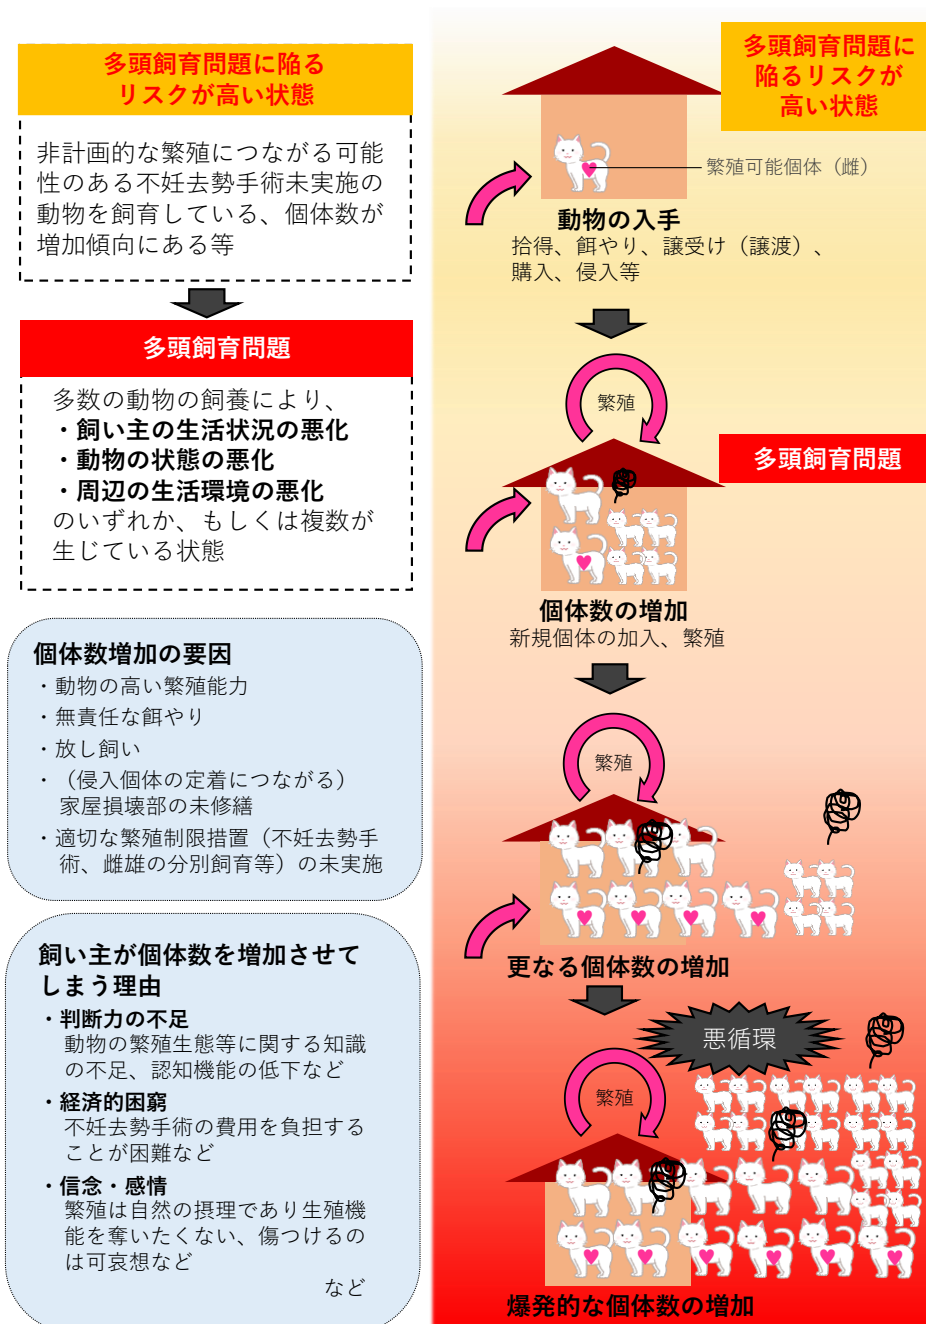 多頭飼育問題に陥る
リスクが高い状態
非計画的な繁殖につながる可能
性のある不妊去勢手術未実施の
動物を飼育している、個体数が
増加傾向にある等
多頭飼育問題
多数の動物の飼養により、
・飼い主の生活状況の悪化
・動物の状態の悪化
・周辺の生活環境の悪化
のいずれか、もしくは複数が
生じている状態
個体数増加の要因
・動物の高い繁殖能力
・無責任な餌やり
・放し飼い
・（侵入個体の定着につながる）
家屋損壊部の未修繕
・適切な繁殖制限措置（不妊去勢手
術、雌雄の分別飼育等）の未実施
飼い主が個体数を増加させて
しまう理由
・判断力の不足
動物の繁殖生態等に関する知識
の不足、認知機能の低下など
・経済的困窮
不妊去勢手術の費用を負担する
ことが困難など
・信念・感情
繁殖は自然の摂理であり生殖機
能を奪いたくない、傷つけるの
は可哀想など
など
多頭飼育問題に
陥るリスクが
高い状態
繁殖可能個体（雌）
動物の入手
拾得、餌やり、譲受け（譲渡）、
購入、侵入等
繁殖
多頭飼育問題
個体数の増加
新規個体の加入、繁殖
繁殖
更なる個体数の増加
悪循環
繁殖
爆発的な個体数の増加